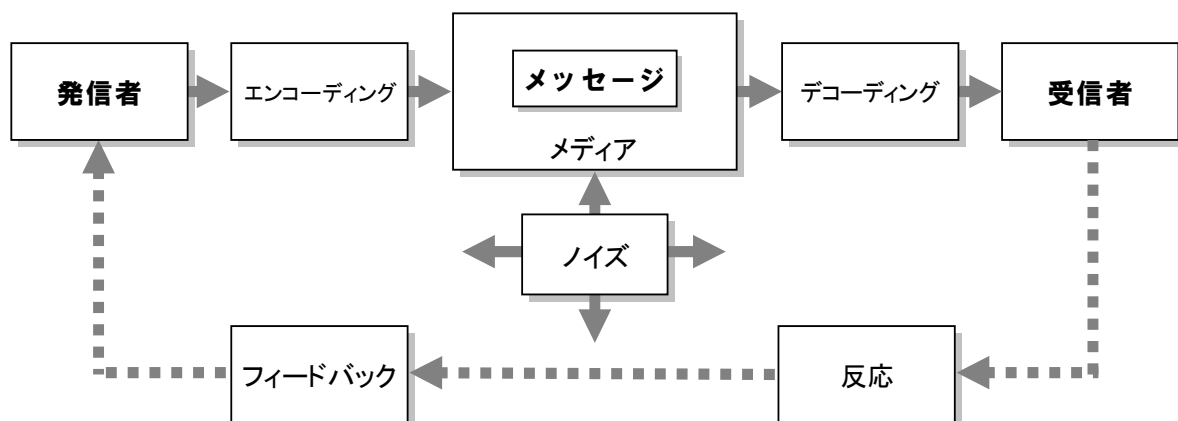 発信者
エンコーディング
メッセージ
メディア
デコーディング
受信者
ノイズ
フィードバック
反応